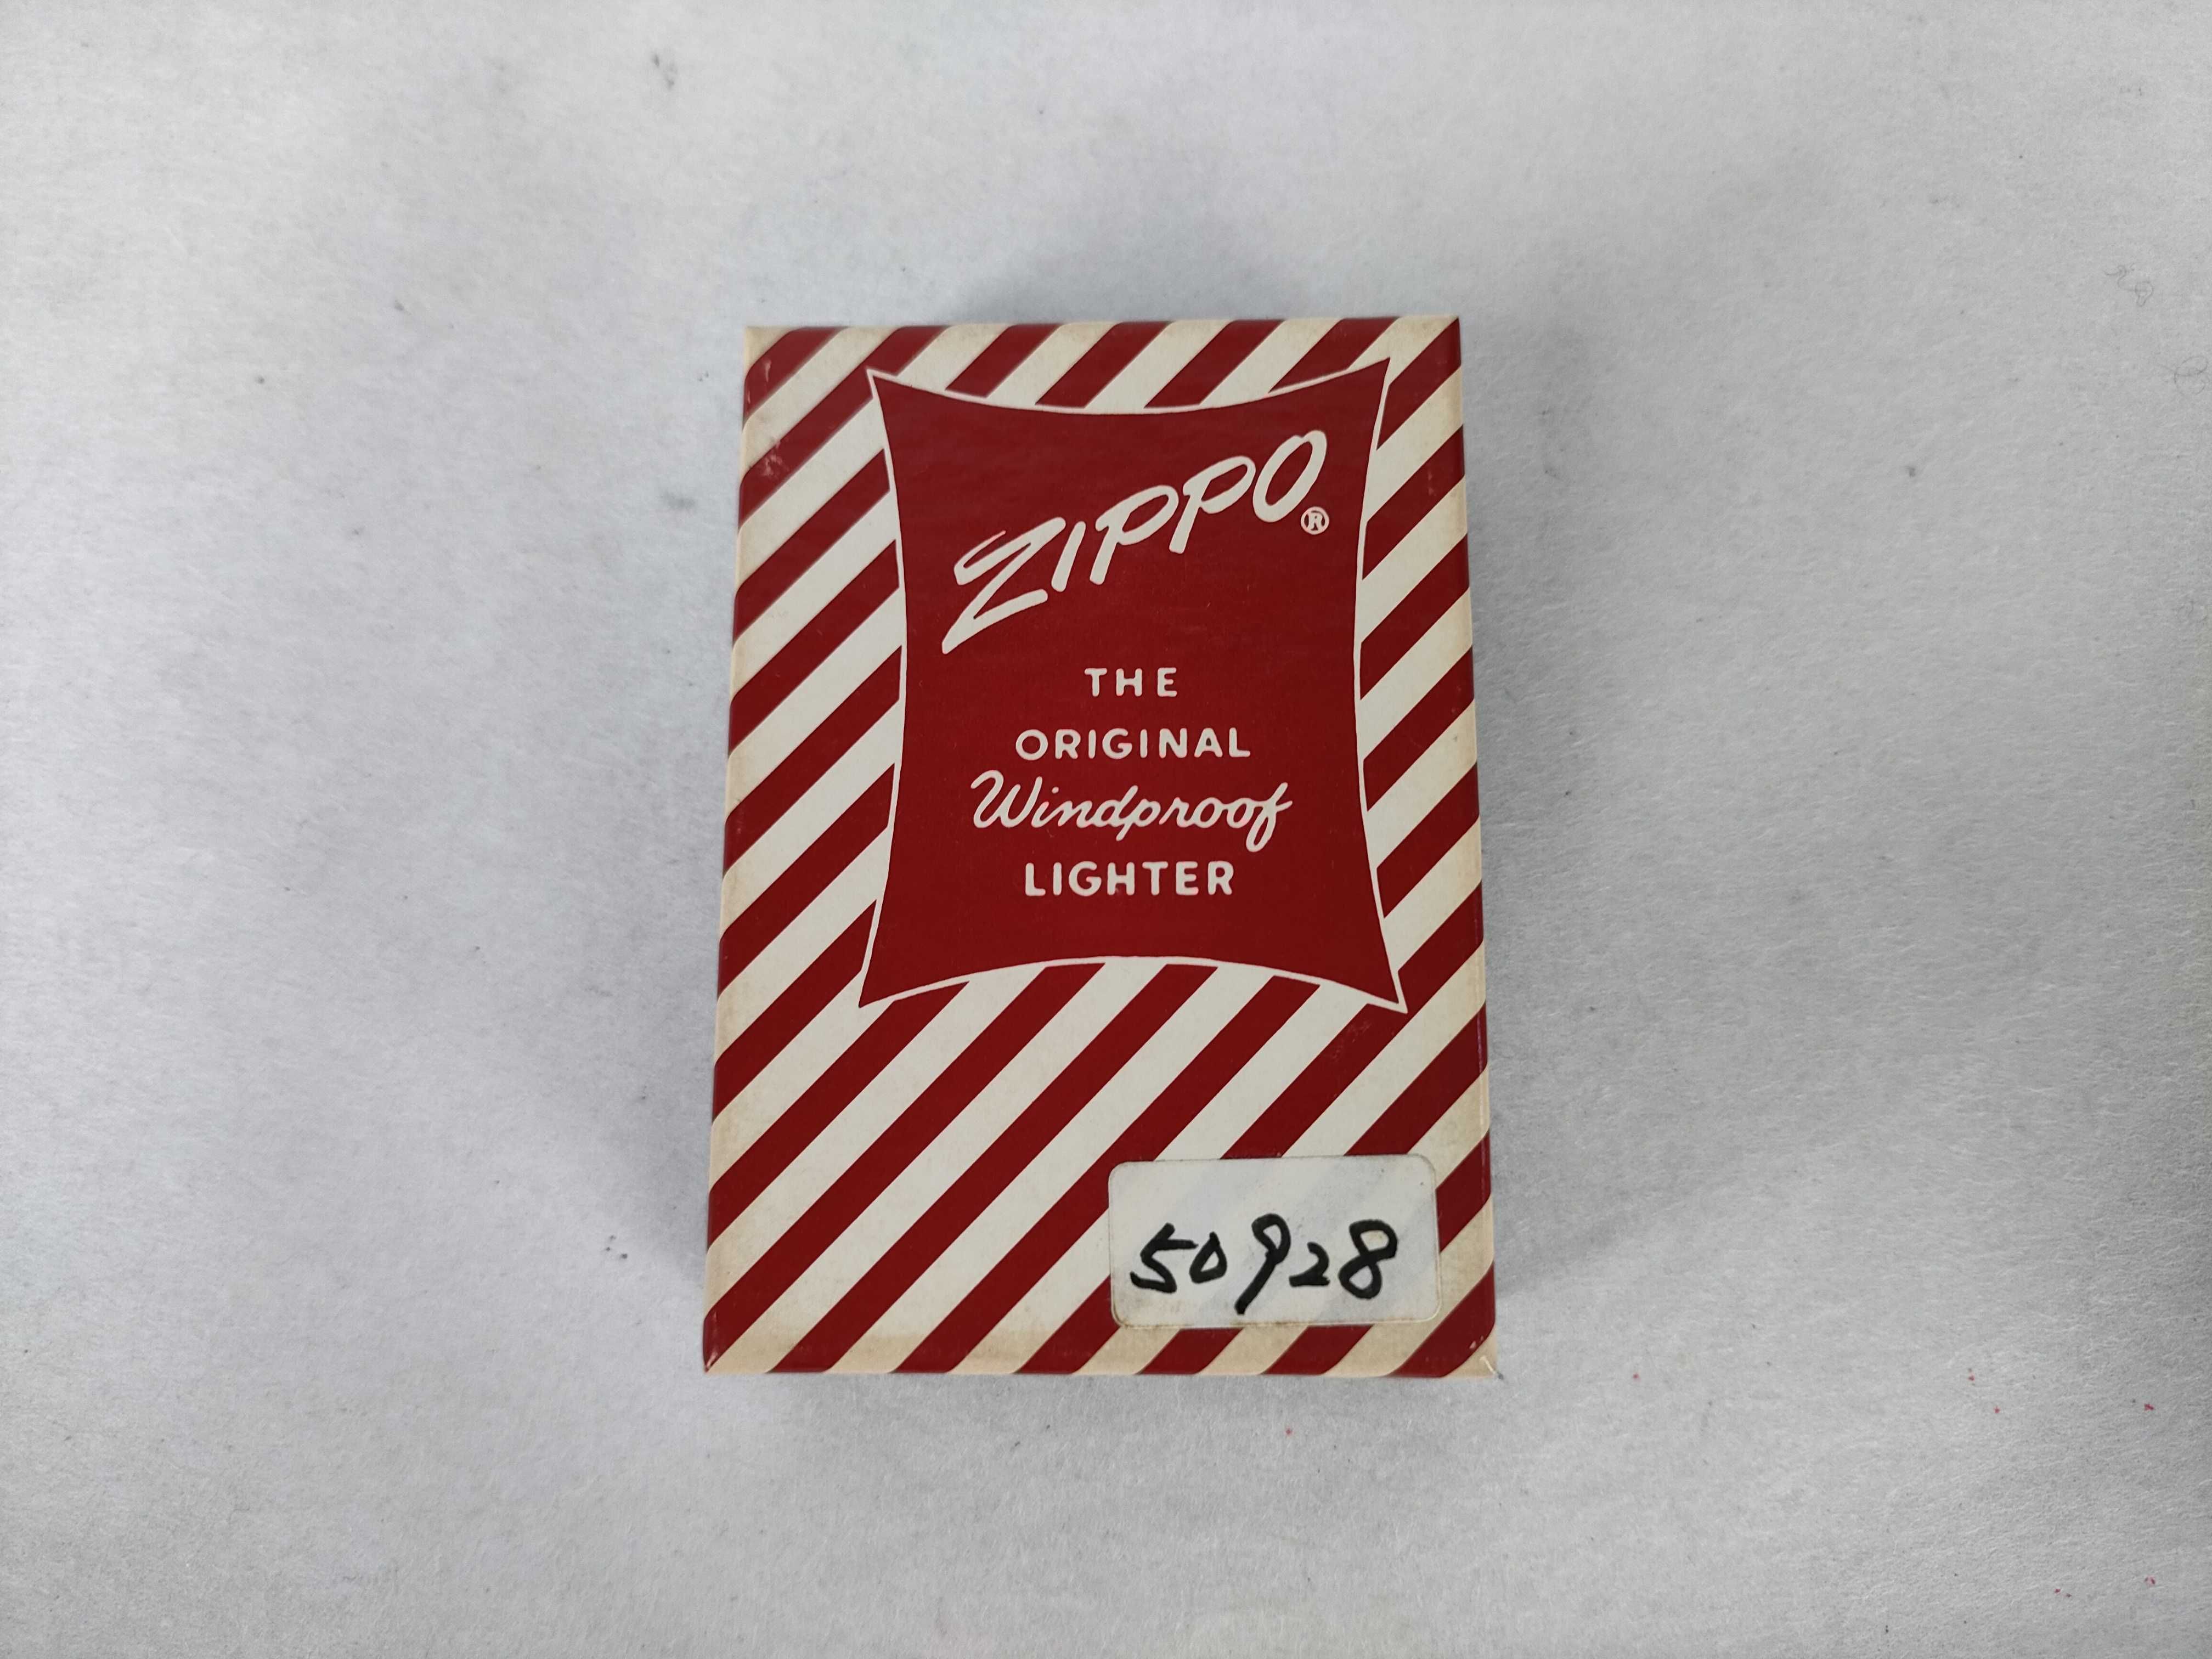 ZIPPO®
THE
ORIGINAL
Windproof
LIGHTER
50928